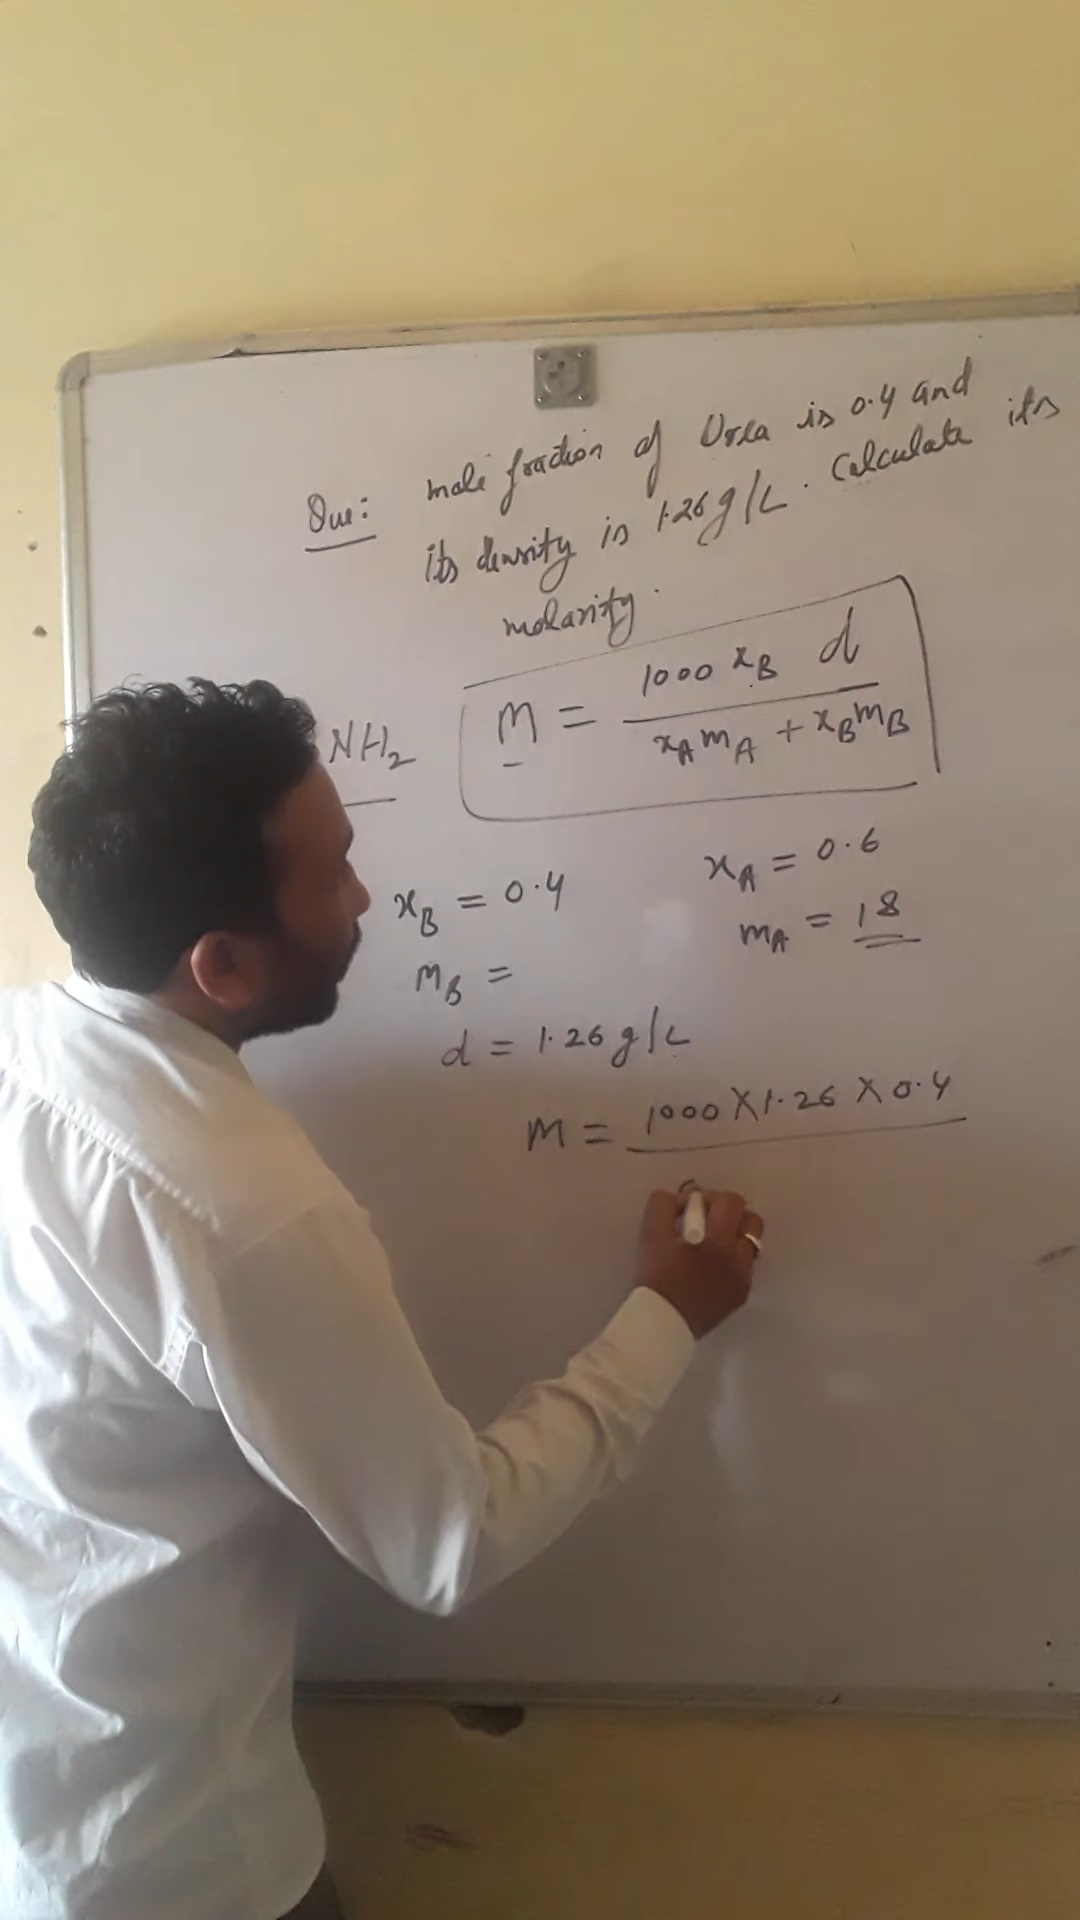 Que: mole fraction of Urea is 0.4 and
its density is 1.26 g/L. Calculate its
molarity.
M = 1000 xB d / xA mA + xB mB
NH2
xB = 0.4 xA = 0.6
mB = mA = 18
d = 1.26 g/L
M = 1000 X 1.26 X 0.4